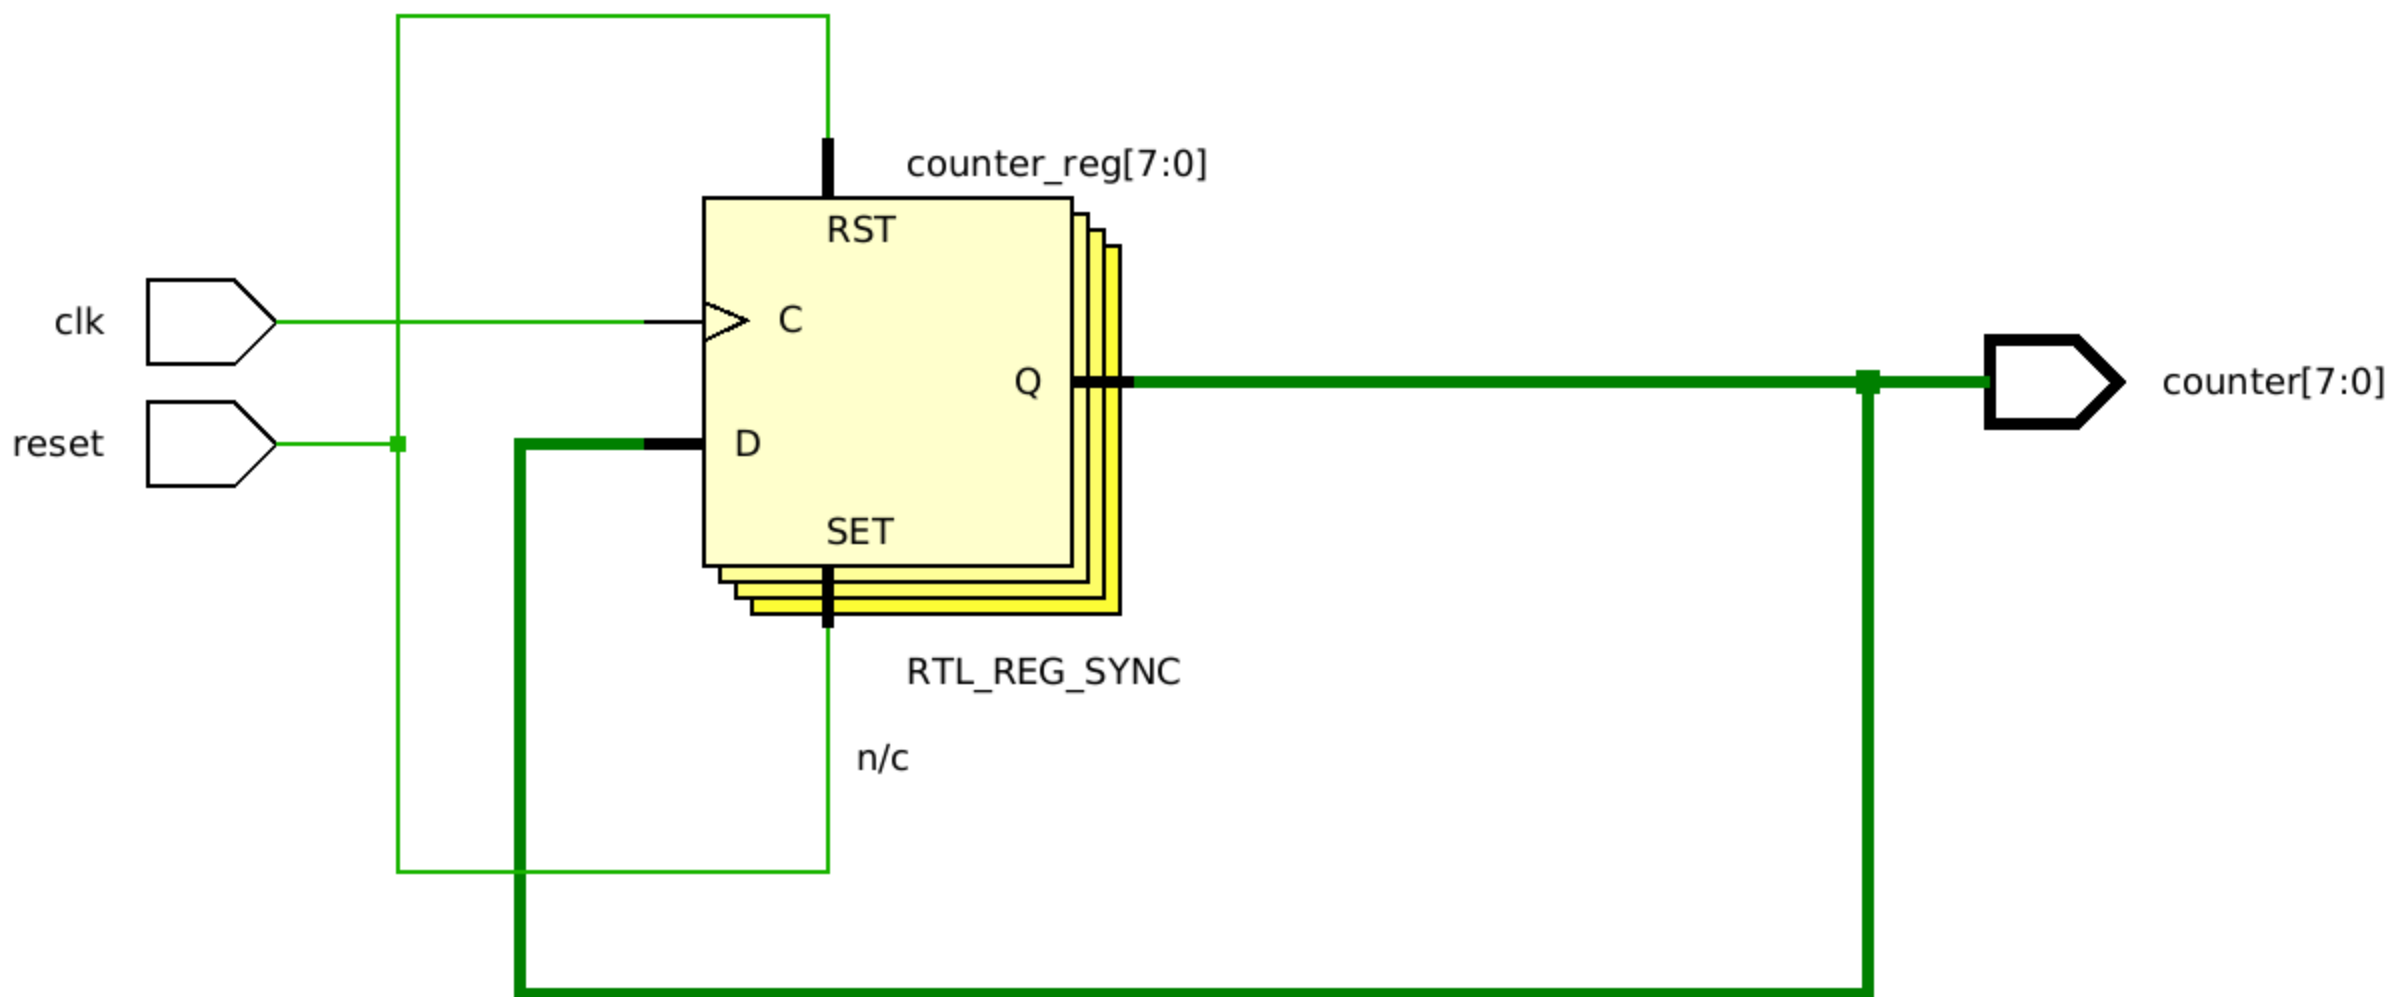 counter_reg[7:0]
RST
clk
C
Q
counter[7:0]
reset
D
SET
RTL_REG_SYNC
n/c